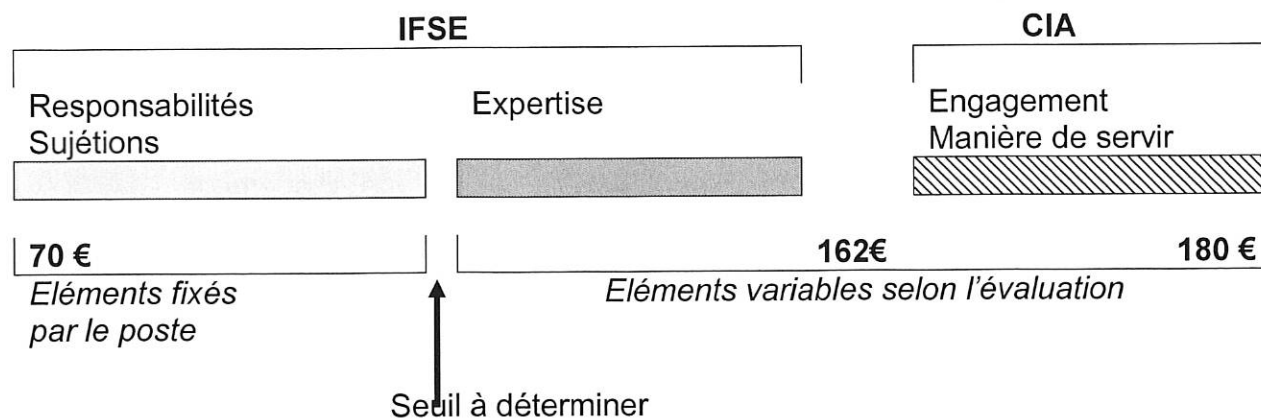 IFSE
CIA
Responsabilités
Sujétions
Expertise
Engagement
Manière de servir
70 €
162€
180 €
Eléments fixés
par le poste
Eléments variables selon l'évaluation
Seuil à déterminer